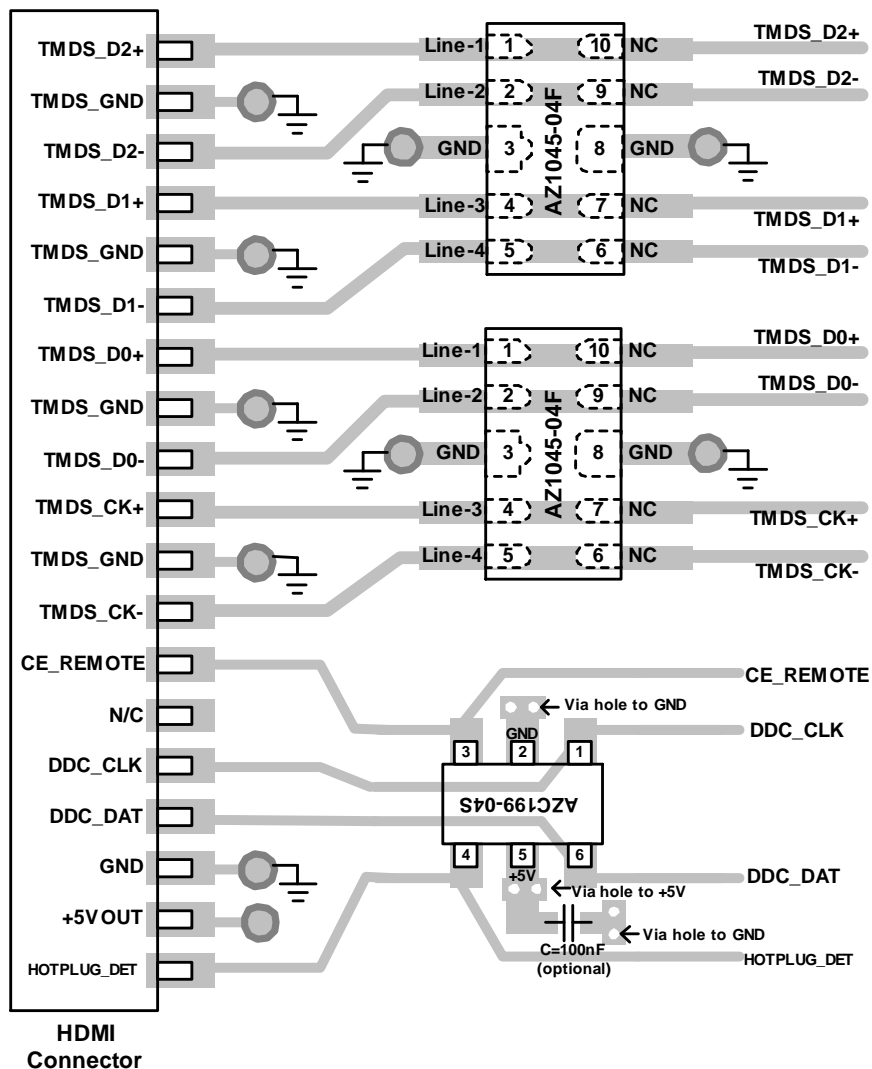 TMDS_D2+
TMDS_GND
TMDS_D2-
TMDS_D1+
TMDS_GND
TMDS_D1-
TMDS_D0+
TMDS_GND
TMDS_D0-
TMDS_CK+
TMDS_GND
TMDS_CK-
CE_REMOTE
N/C
DDC_CLK
DDC_DAT
GND
+5VOUT
HOTPLUG_DET
HDMI
Connector
Line-1 1 10 NC TMDS_D2+
Line-2 2 9 NC TMDS_D2-
GND 3 8 GND
AZ1045-04F
Line-3 4 7 NC TMDS_D1+
Line-4 5 6 NC TMDS_D1-
Line-1 1 10 NC TMDS_D0+
Line-2 2 9 NC TMDS_D0-
GND 3 8 GND
AZ1045-04F
Line-3 4 7 NC TMDS_CK+
Line-4 5 6 NC TMDS_CK-
CE_REMOTE
Via hole to GND
DDC_CLK
GND
3 2 1
AZC199-04S
4 5 6
+5V
DDC_DAT
Via hole to +5V
Via hole to GND
C=100nF
(optional)
HOTPLUG_DET